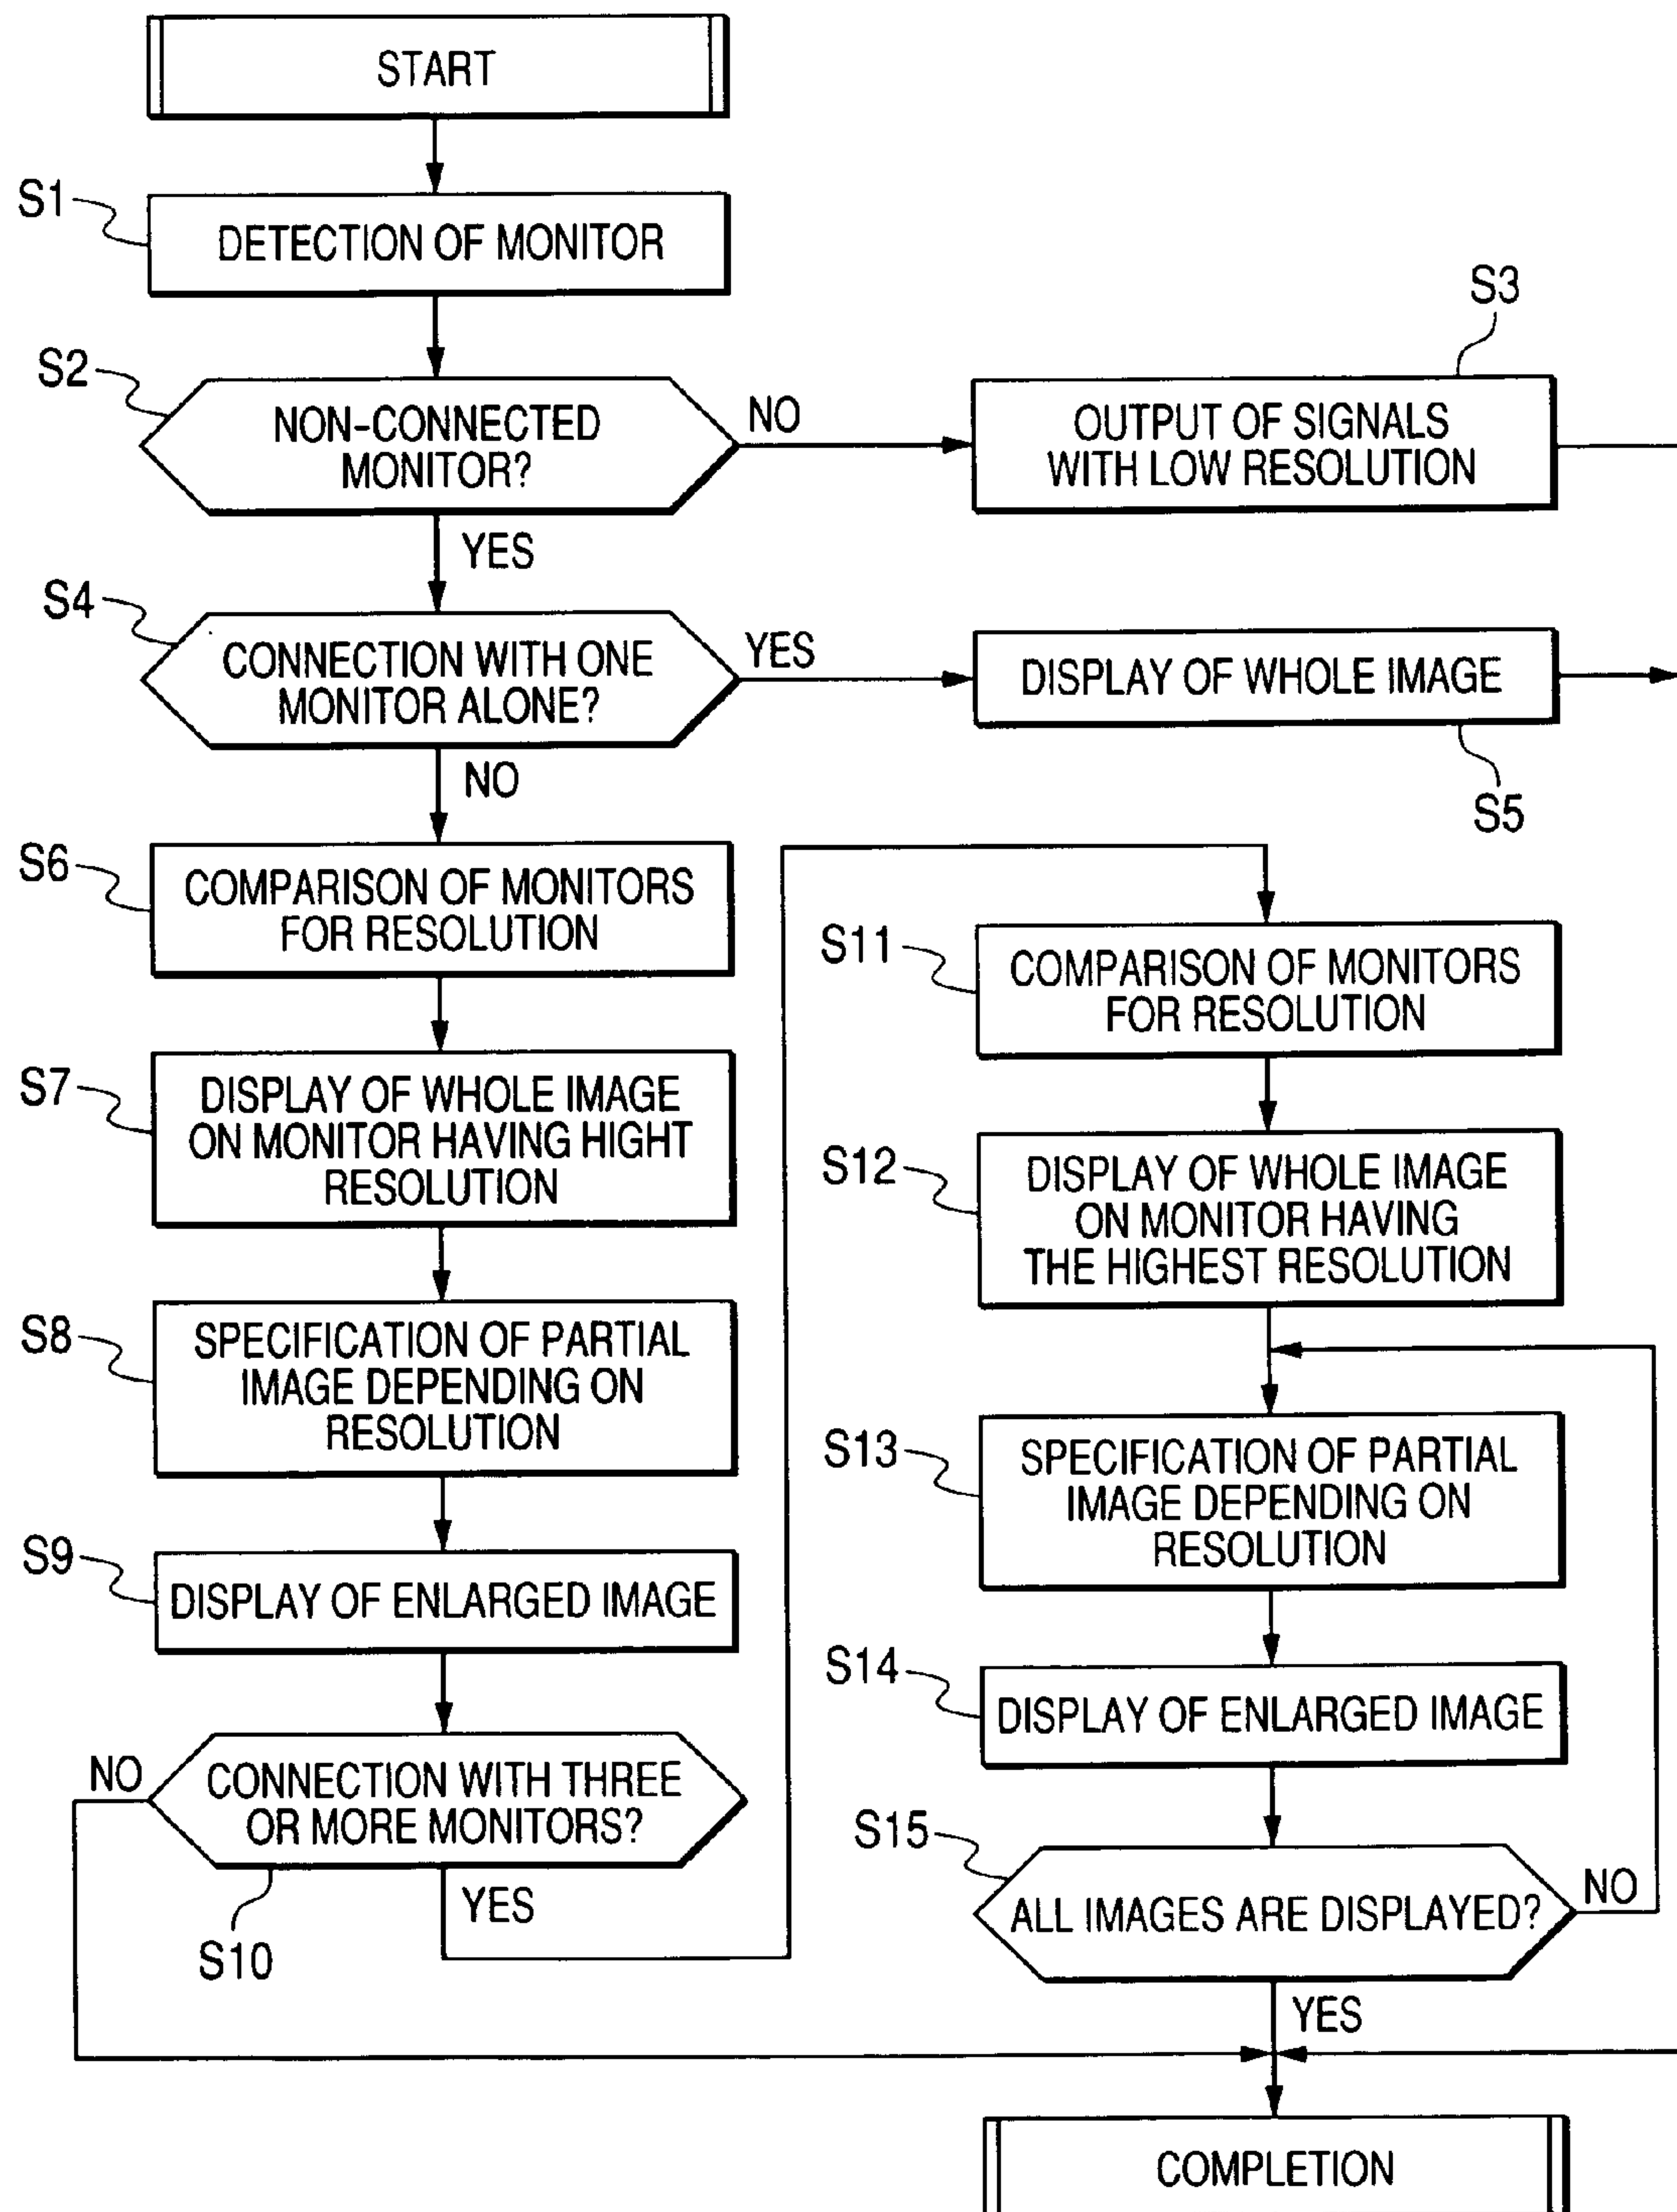 START
S1
DETECTION OF MONITOR
S2
NON-CONNECTED
MONITOR?
NO
YES
S3
OUTPUT OF SIGNALS
WITH LOW RESOLUTION
S4
CONNECTION WITH ONE
MONITOR ALONE?
YES
NO
DISPLAY OF WHOLE IMAGE
S5
S6
COMPARISON OF MONITORS
FOR RESOLUTION
S7
DISPLAY OF WHOLE IMAGE
ON MONITOR HAVING HIGHT
RESOLUTION
S8
SPECIFICATION OF PARTIAL
IMAGE DEPENDING ON
RESOLUTION
S9
DISPLAY OF ENLARGED IMAGE
NO
CONNECTION WITH THREE
OR MORE MONITORS?
YES
S10
S11
COMPARISON OF MONITORS
FOR RESOLUTION
S12
DISPLAY OF WHOLE IMAGE
ON MONITOR HAVING
THE HIGHEST RESOLUTION
S13
SPECIFICATION OF PARTIAL
IMAGE DEPENDING ON
RESOLUTION
S14
DISPLAY OF ENLARGED IMAGE
S15
ALL IMAGES ARE DISPLAYED?
NO
YES
COMPLETION